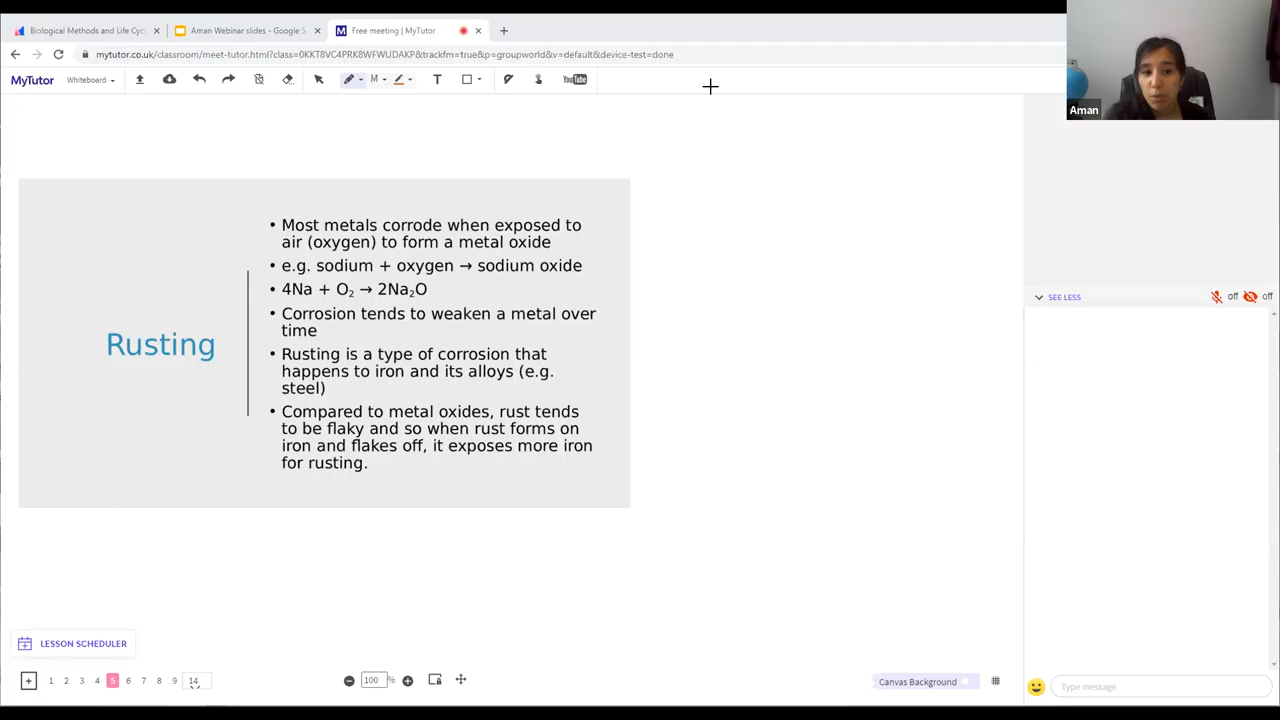 Biological Methods and Life Cyc
Aman Webinar slides - Google S
Free meeting | MyTutor
mytutor.co.uk/classroom/meet-tutor.html?class=0KKT8VC4PRK8WFWUDAKP&trackfm=true&p=groupworld&v=default&device-test=done
MyTutor
Whiteboard
M
T
YouTube
Aman
Rusting
• Most metals corrode when exposed to
air (oxygen) to form a metal oxide
• e.g. sodium + oxygen → sodium oxide
• 4Na + O₂ → 2Na₂O
• Corrosion tends to weaken a metal over
time
• Rusting is a type of corrosion that
happens to iron and its alloys (e.g.
steel)
• Compared to metal oxides, rust tends
to be flaky and so when rust forms on
iron and flakes off, it exposes more iron
for rusting.
SEE LESS
off
off
LESSON SCHEDULER
1 2 3 4 5 6 7 8 9 14
100 %
Canvas Background
Type message